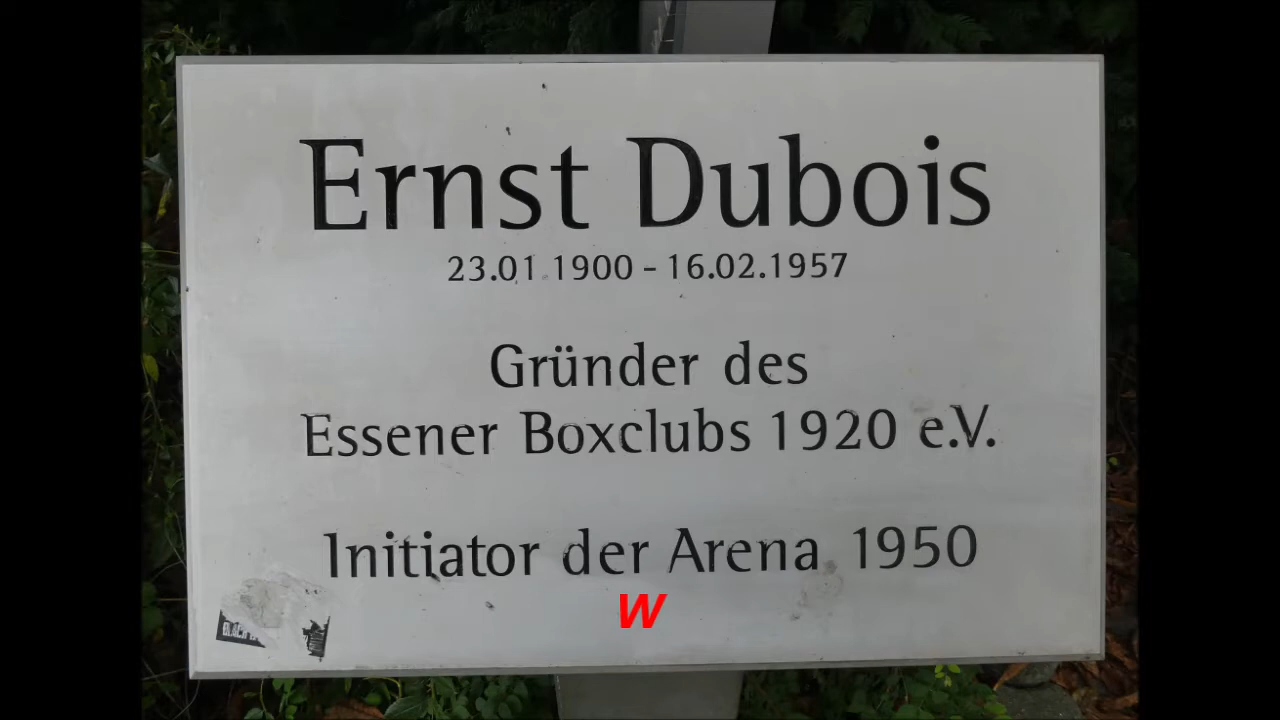 Ernst Dubois
23.01.1900 - 16.02.1957
Gründer des
Essener Boxclubs 1920 e.V.
Initiator der Arena 1950
W